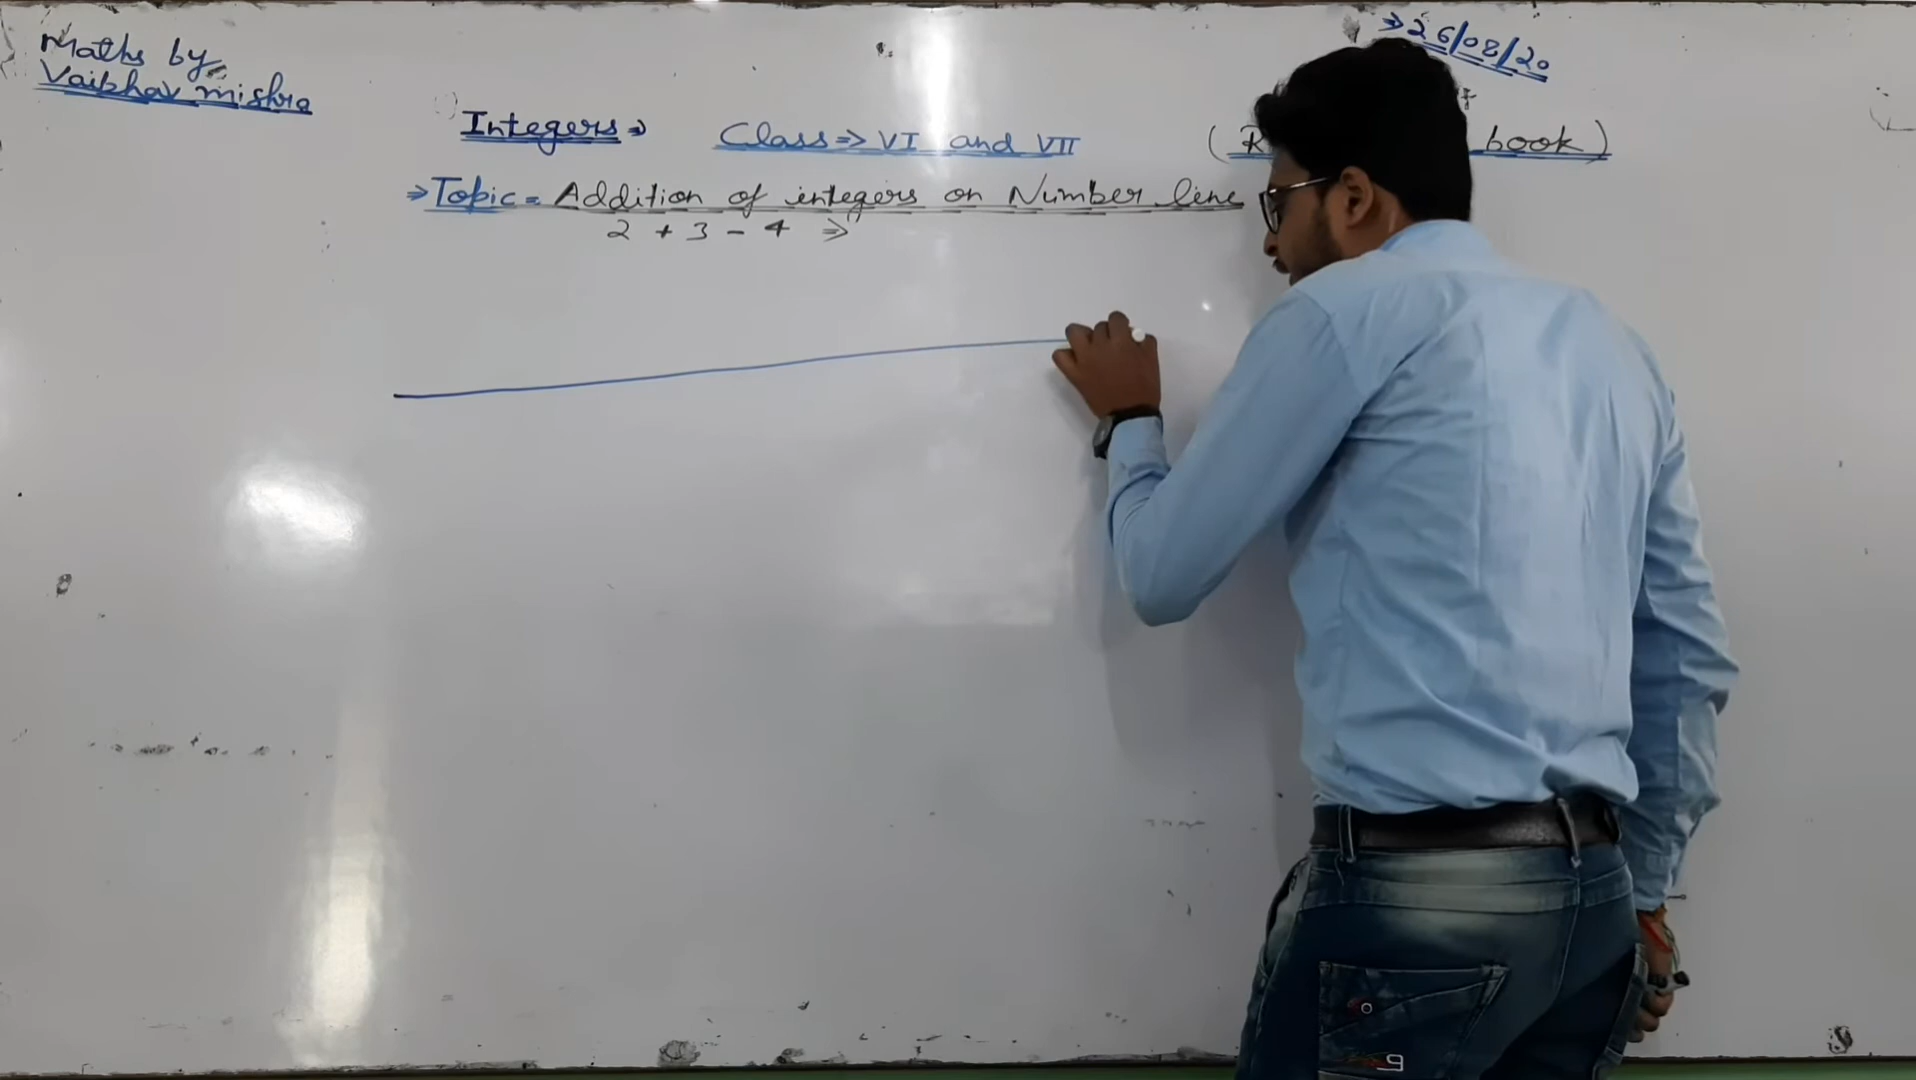 Maths by
Vaibhav mishra
⇒ 26/08/20
Integers ⇒ Class ⇒ VI and VII ( book )
⇒ Topic = Addition of integers on Number line
2 + 3 - 4 ⇒
9